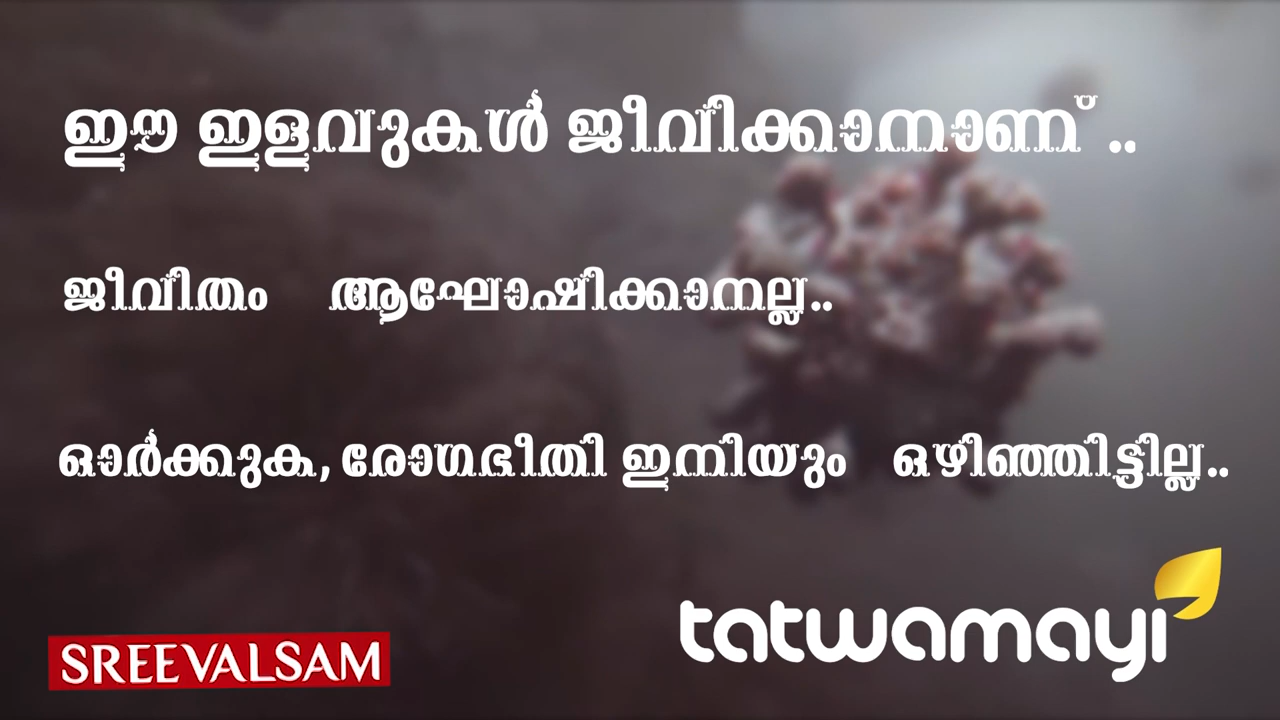 ഈ ഇളവുകൾ ജീവിക്കാനാണ് ..
ജീവിതം ആഘോഷിക്കാനല്ല..
ഓർക്കുക, രോഗഭീതി ഇനിയും ഒഴിഞ്ഞിട്ടില്ല..
tatwamayi
SREEVALSAM